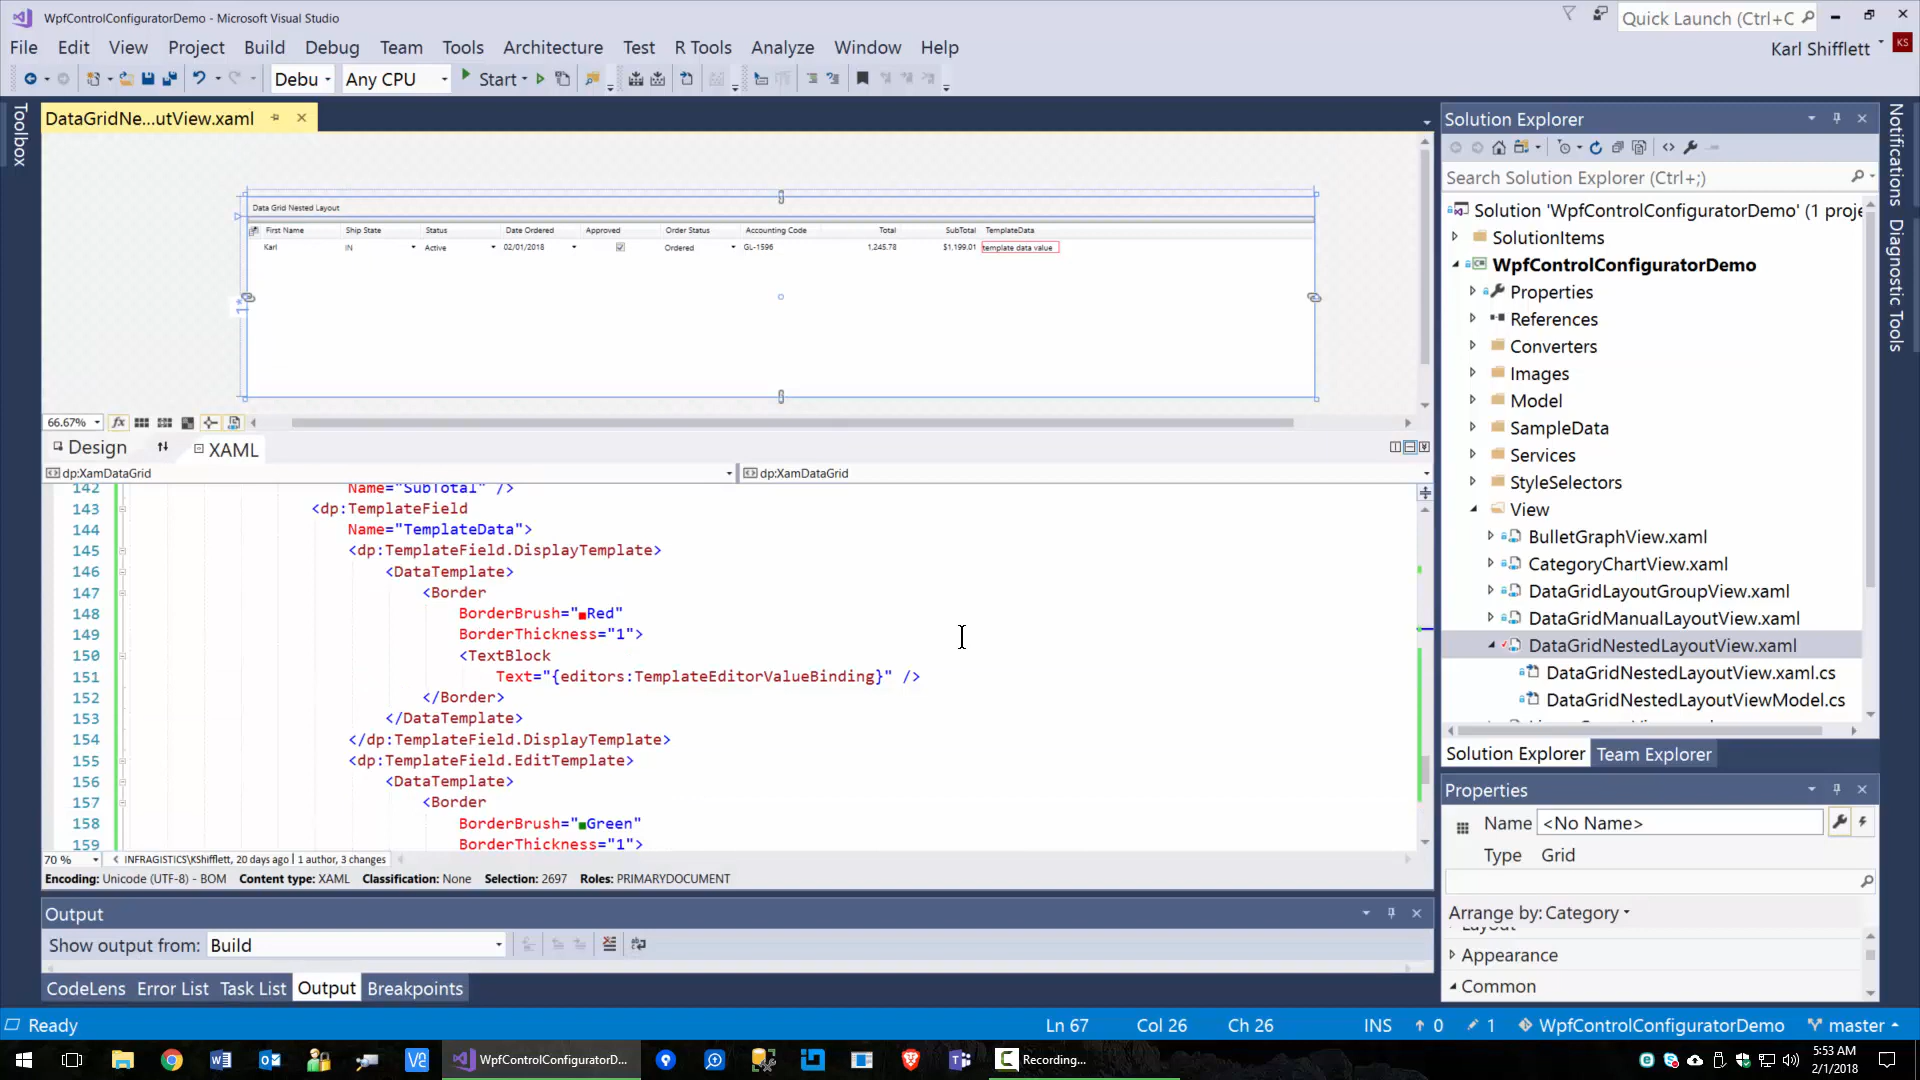 WpfControlConfiguratorDemo - Microsoft Visual Studio
Quick Launch (Ctrl+C
File Edit View Project Build Debug Team Tools Architecture Test R Tools Analyze Window Help
Karl Shifflett
KS
Debu Any CPU Start
Toolbox
DataGridNe...utView.xaml
Data Grid Nested Layout
First Name Ship State Status Date Ordered Approved Order Status Accounting Code Total SubTotal TemplateData
Karl IN Active 02/01/2018 Ordered GL-1596 1,245.78 $1,199.01 template data value
1*
66.67% fx
Design XAML
dp:XamDataGrid dp:XamDataGrid
142 Name="SubTotal" />
143 <dp:TemplateField
144 Name="TemplateData">
145 <dp:TemplateField.DisplayTemplate>
146 <DataTemplate>
147 <Border
148 BorderBrush="Red"
149 BorderThickness="1">
150 <TextBlock
151 Text="{editors:TemplateEditorValueBinding}" />
152 </Border>
153 </DataTemplate>
154 </dp:TemplateField.DisplayTemplate>
155 <dp:TemplateField.EditTemplate>
156 <DataTemplate>
157 <Border
158 BorderBrush="Green"
159 BorderThickness="1">
70 % INFRAGISTICS\KShifflett, 20 days ago | 1 author, 3 changes
Encoding: Unicode (UTF-8) - BOM Content type: XAML Classification: None Selection: 2697 Roles: PRIMARYDOCUMENT
Output
Show output from: Build
CodeLens Error List Task List Output Breakpoints
Solution Explorer
Search Solution Explorer (Ctrl+;)
Solution 'WpfControlConfiguratorDemo' (1 proje
SolutionItems
WpfControlConfiguratorDemo
Properties
References
Converters
Images
Model
SampleData
Services
StyleSelectors
View
BulletGraphView.xaml
CategoryChartView.xaml
DataGridLayoutGroupView.xaml
DataGridManualLayoutView.xaml
DataGridNestedLayoutView.xaml
DataGridNestedLayoutView.xaml.cs
DataGridNestedLayoutViewModel.cs
Solution Explorer Team Explorer
Properties
Name <No Name>
Type Grid
Arrange by: Category
Layout
Appearance
Common
Notifications
Diagnostic Tools
Ready Ln 67 Col 26 Ch 26 INS 0 1 WpfControlConfiguratorDemo master
WpfControlConfiguratorD... Recording...
5:53 AM
2/1/2018